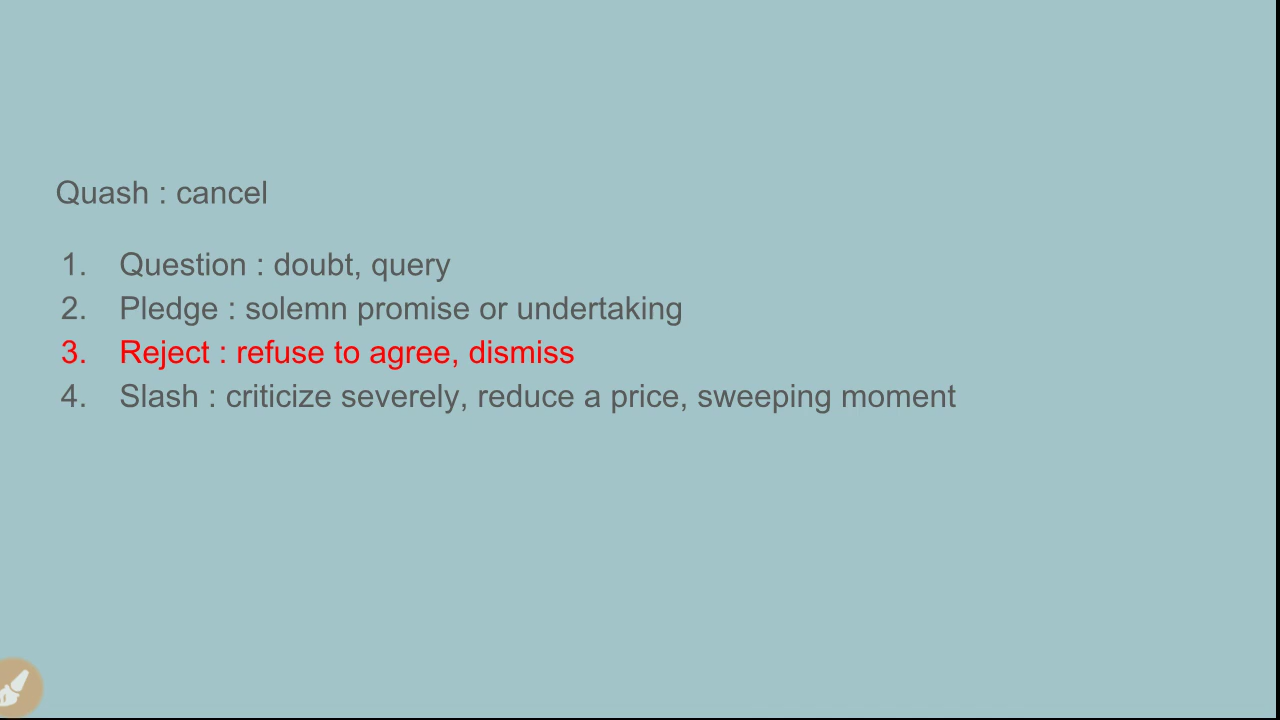 Quash : cancel
1. Question : doubt, query
2. Pledge : solemn promise or undertaking
3. Reject : refuse to agree, dismiss
4. Slash : criticize severely, reduce a price, sweeping moment